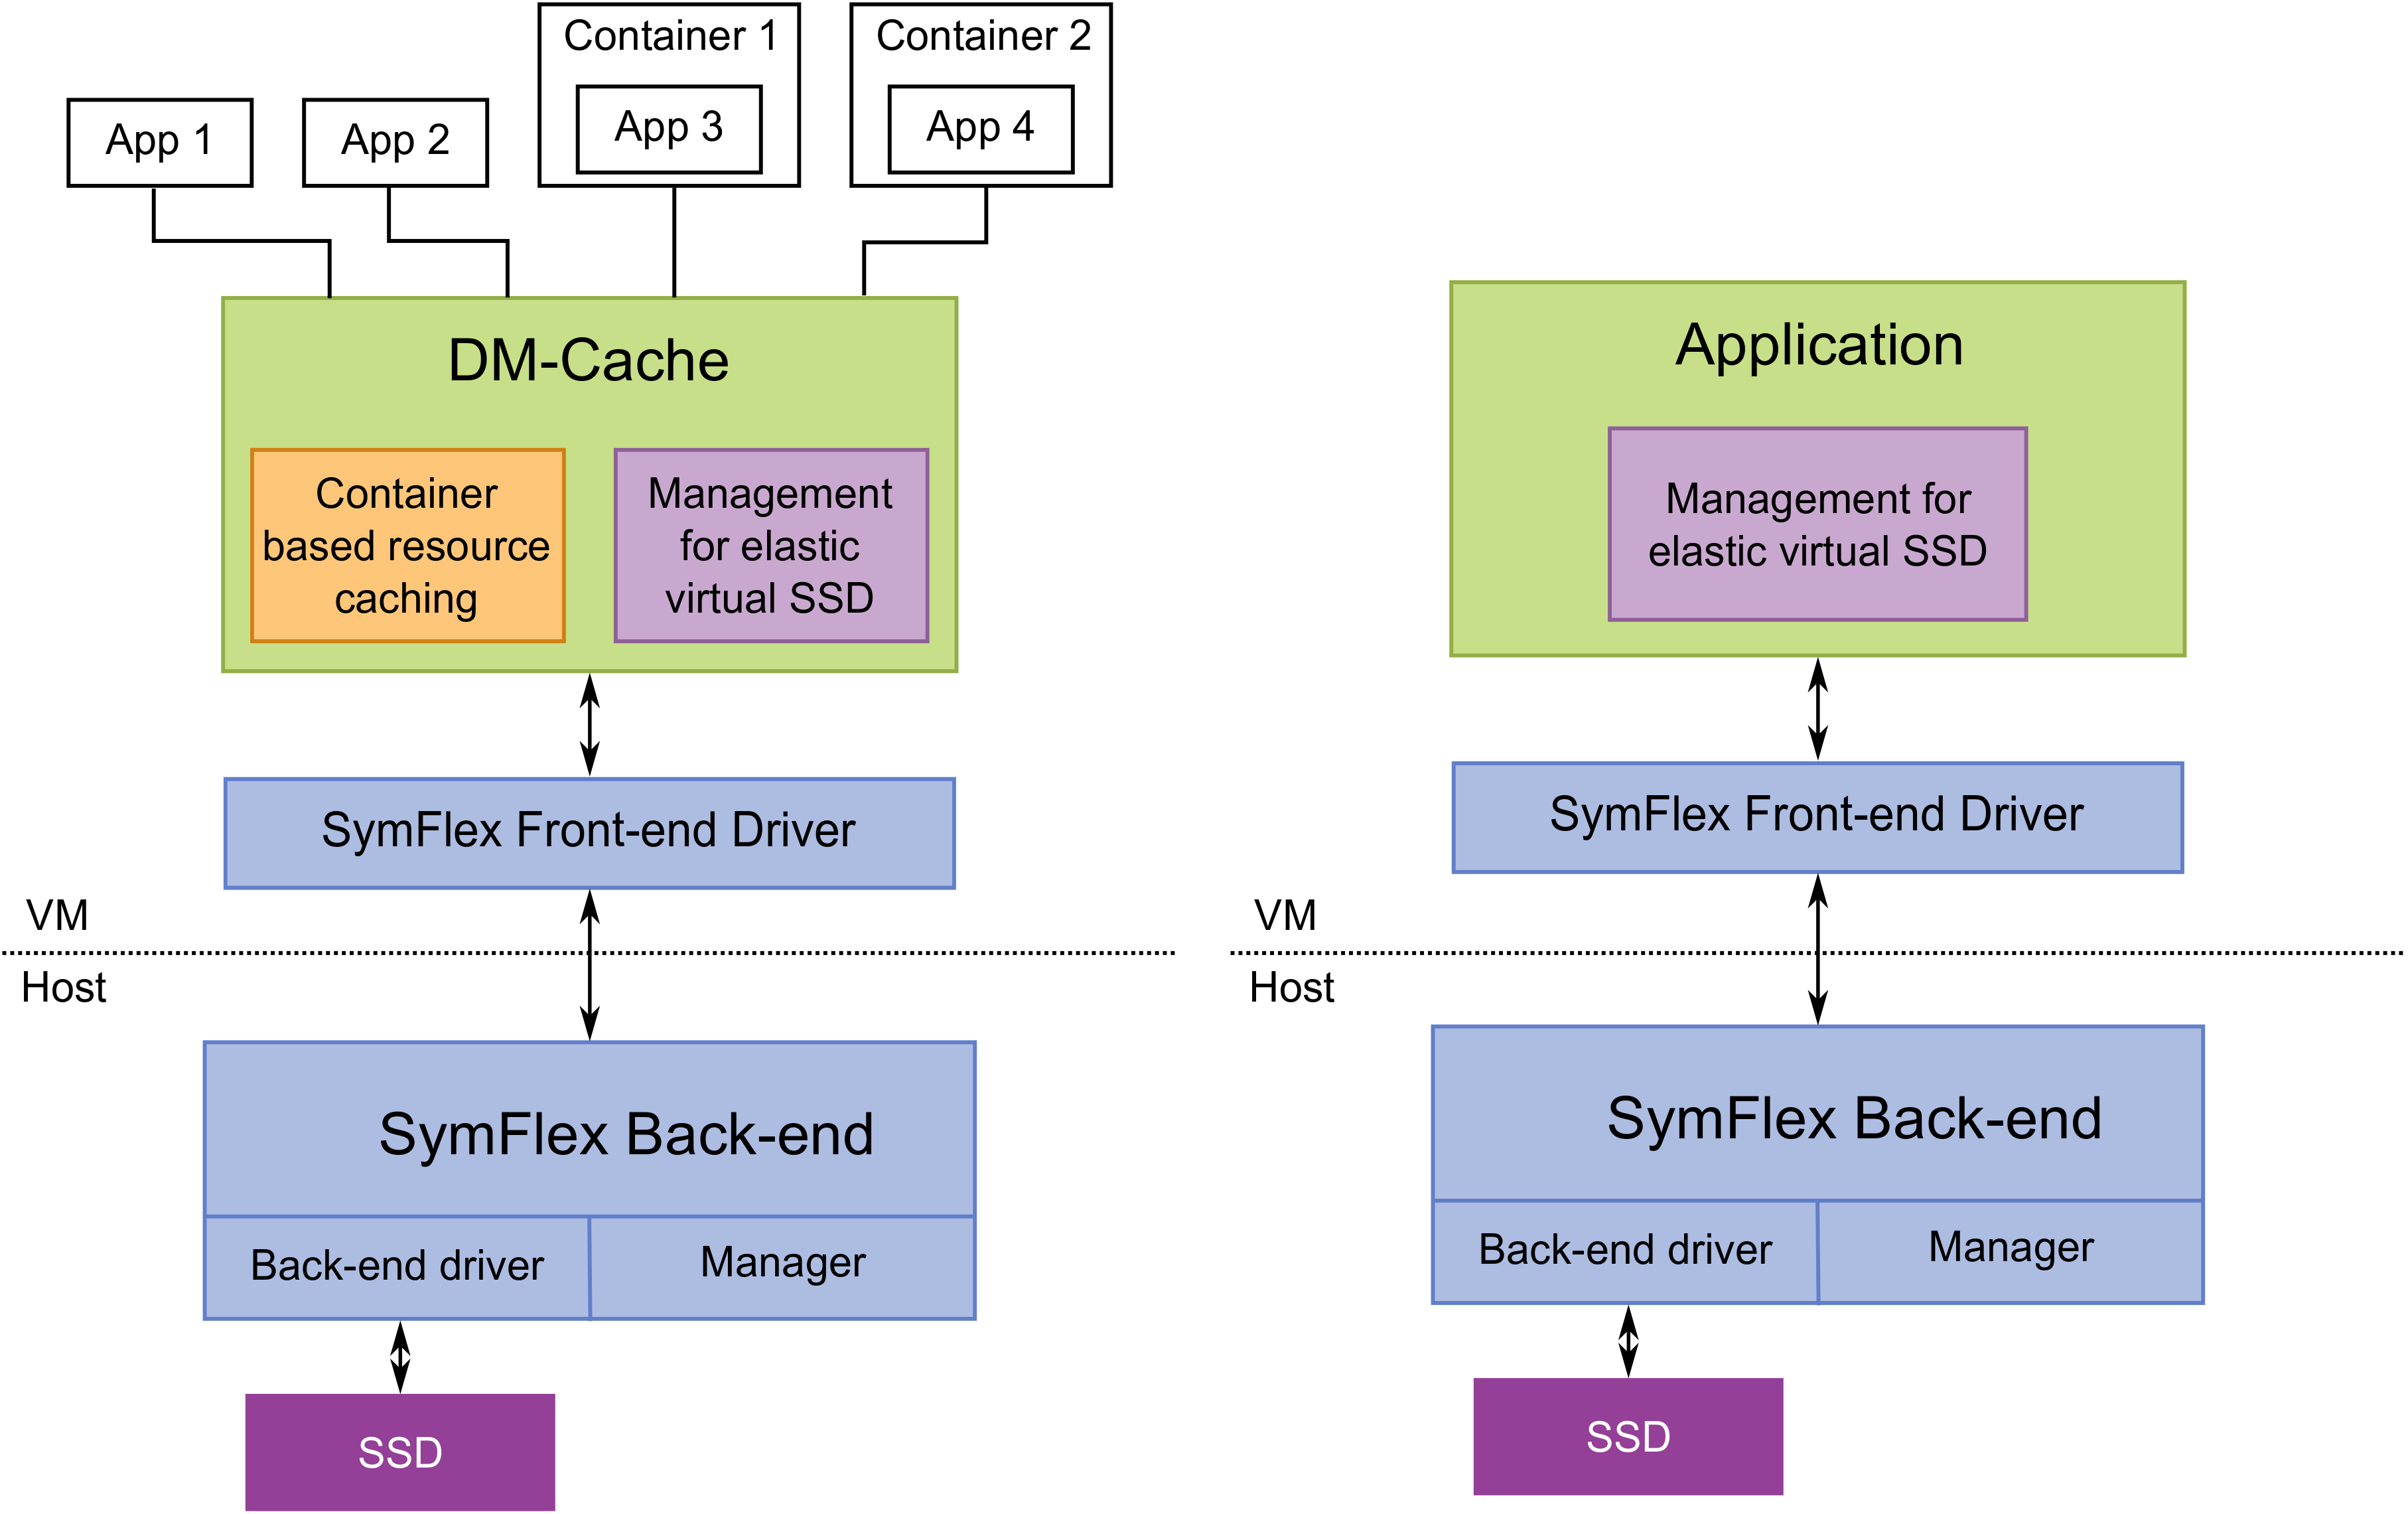 Container 1
Container 2
App 1
App 2
App 3
App 4
DM-Cache
Container
based resource
caching
Management
for elastic
virtual SSD
SymFlex Front-end Driver
VM
Host
SymFlex Back-end
Back-end driver
Manager
SSD
Application
Management for
elastic virtual SSD
SymFlex Front-end Driver
VM
Host
SymFlex Back-end
Back-end driver
Manager
SSD